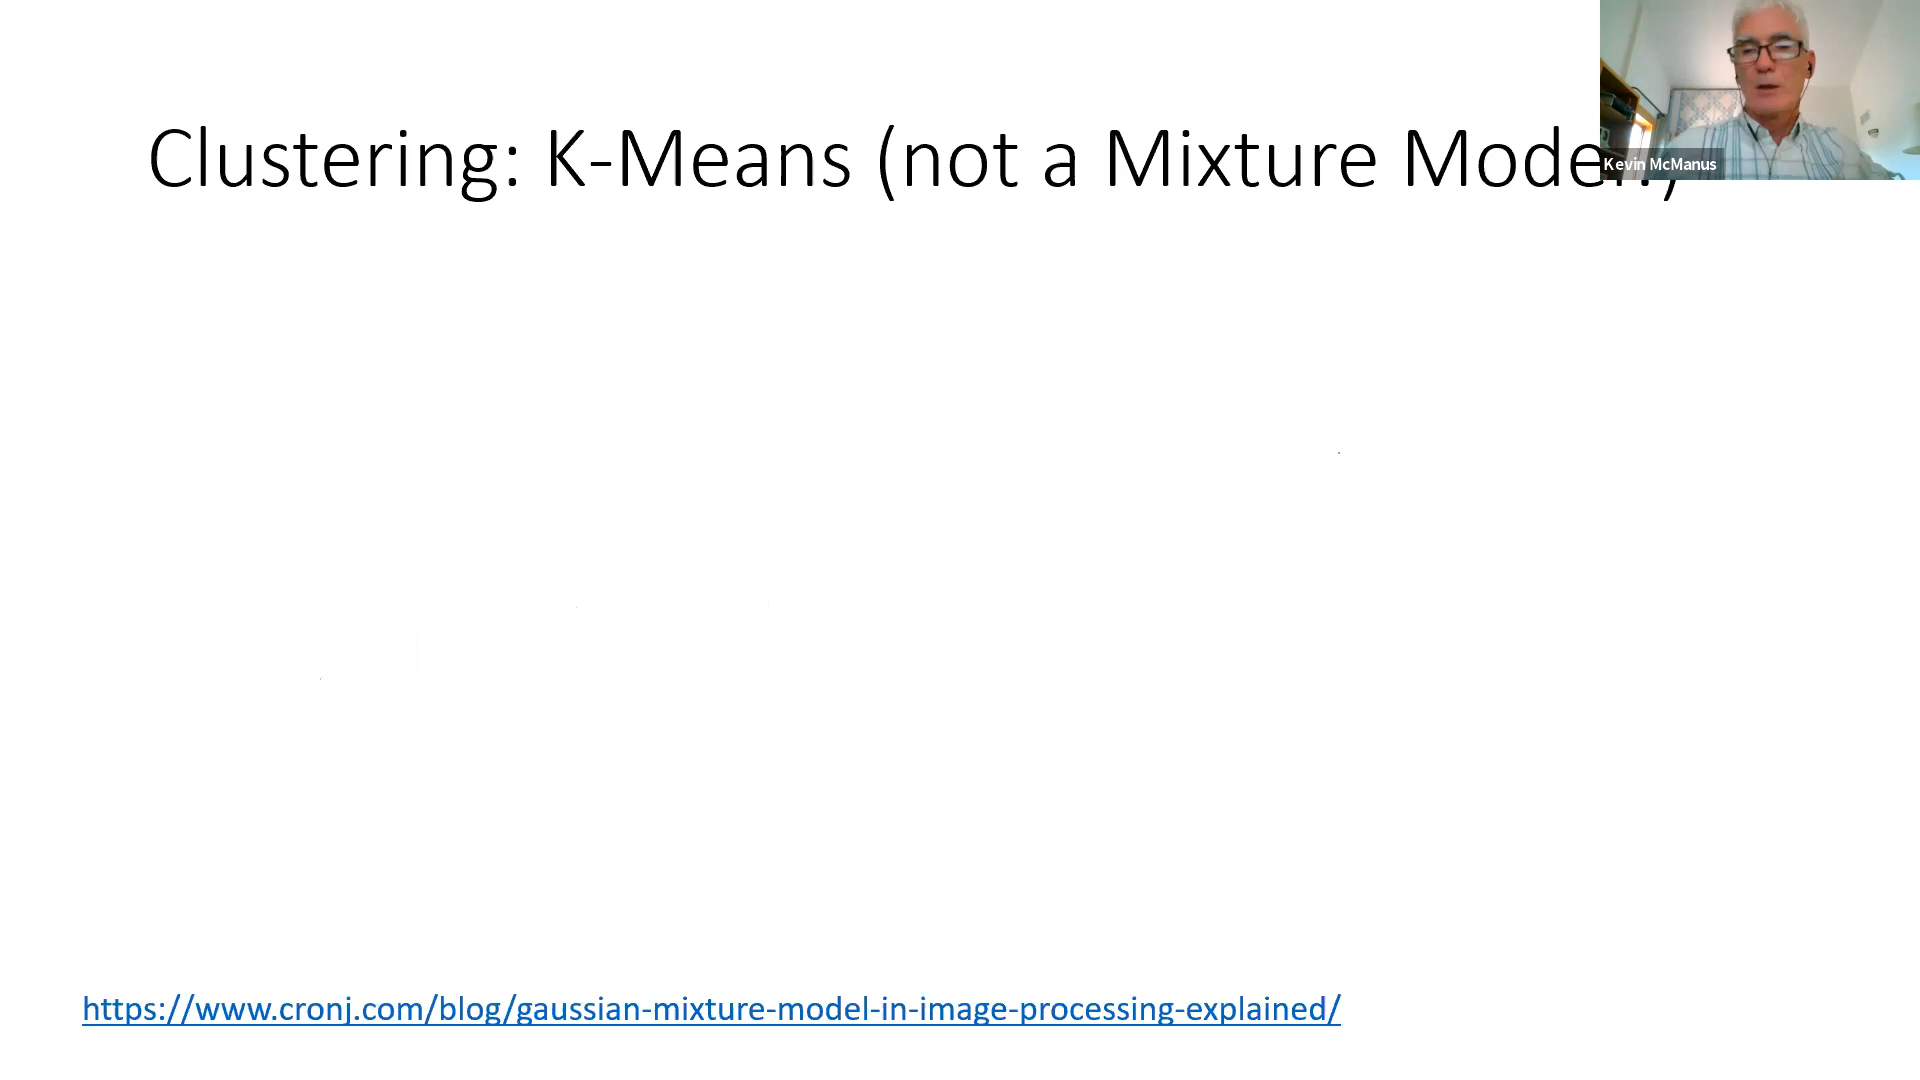 Clustering: K-Means (not a Mixture Model!)
Kevin McManus
https://www.cronj.com/blog/gaussian-mixture-model-in-image-processing-explained/